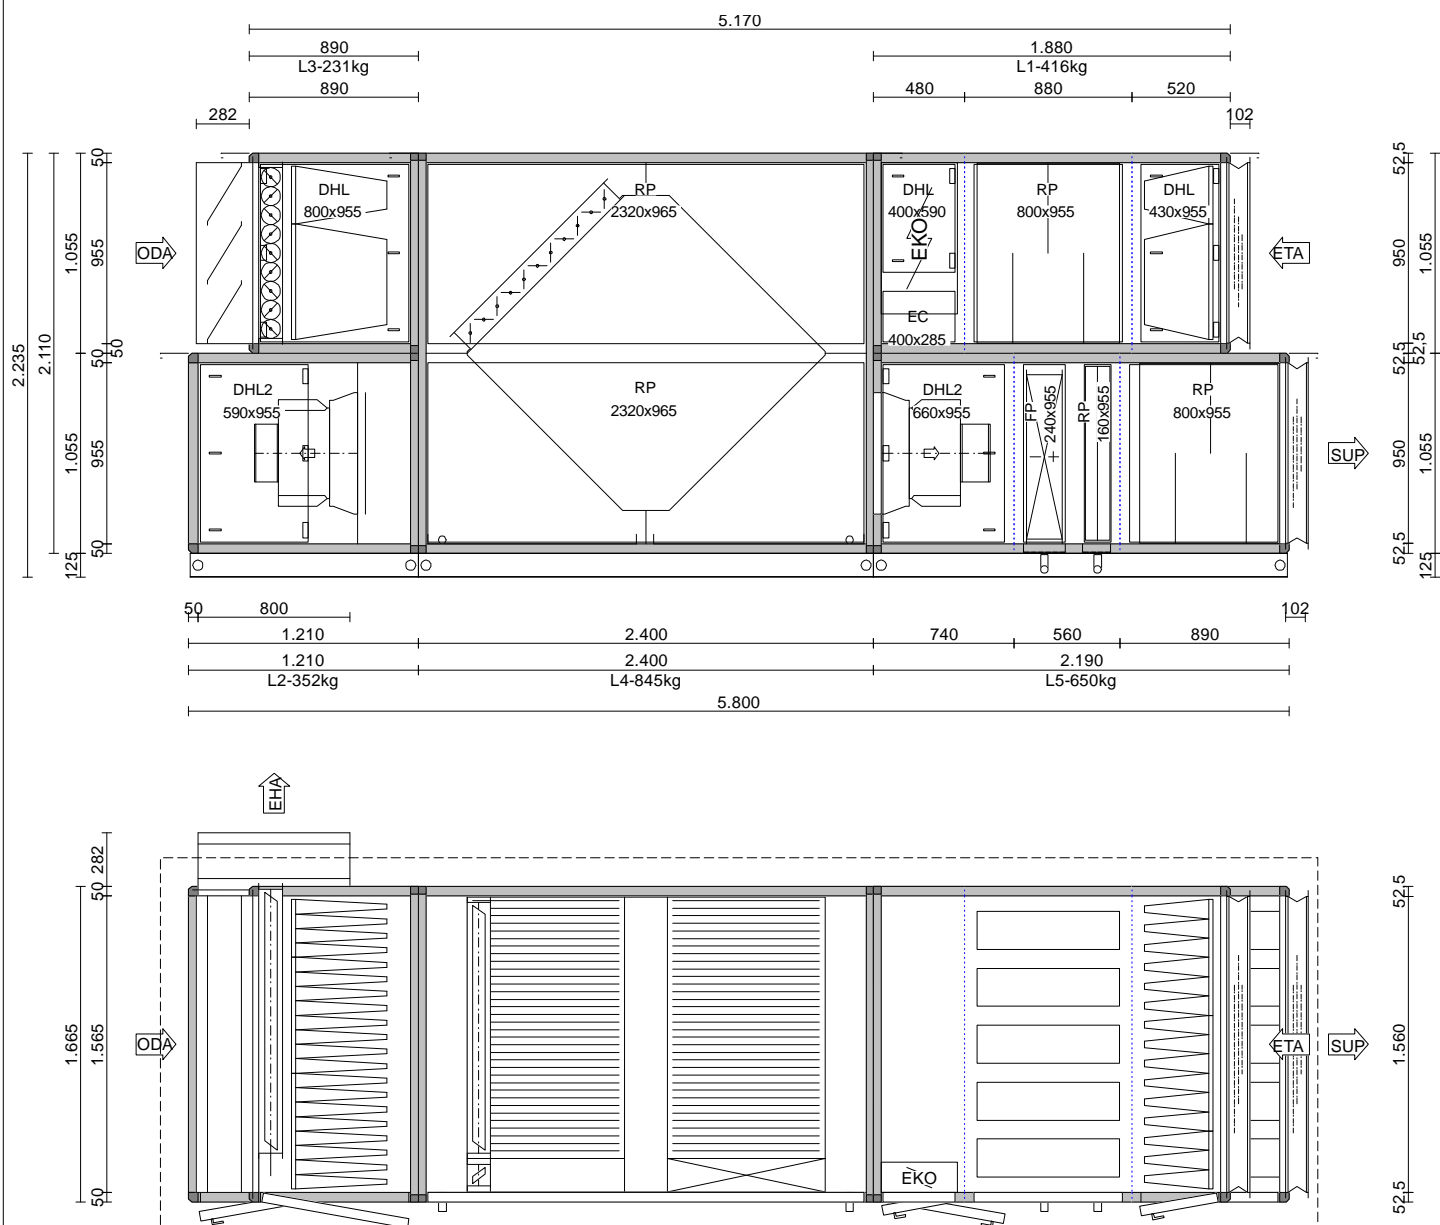 5.170
890
1.880
L3-231kg
L1-416kg
890
480
880
520
282
102
50
52,5
DHL
800x955
RP
2320x965
DHL
400x590
RP
800x955
DHL
430x955
EKO
ODA
ETA
1.055
955
950
1.055
EC
400x285
2.235
2.110
50
50
52,5
52,5
DHL2
590x955
RP
2320x965
DHL2
660x955
FP
240x955
RP
160x955
RP
800x955
SUP
1.055
955
950
1.055
50
125
52,5
125
50
800
102
1.210
2.400
740
560
890
1.210
2.400
2.190
L2-352kg
L4-845kg
L5-650kg
5.800
EHA
282
50
52,5
ODA
ETA
SUP
1.665
1.565
1.560
EKO
50
52,5